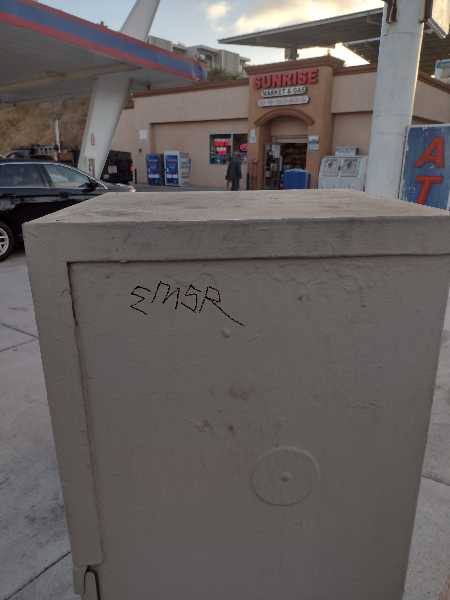 SUNRISE
MARKET & GAS
EMSR
AT